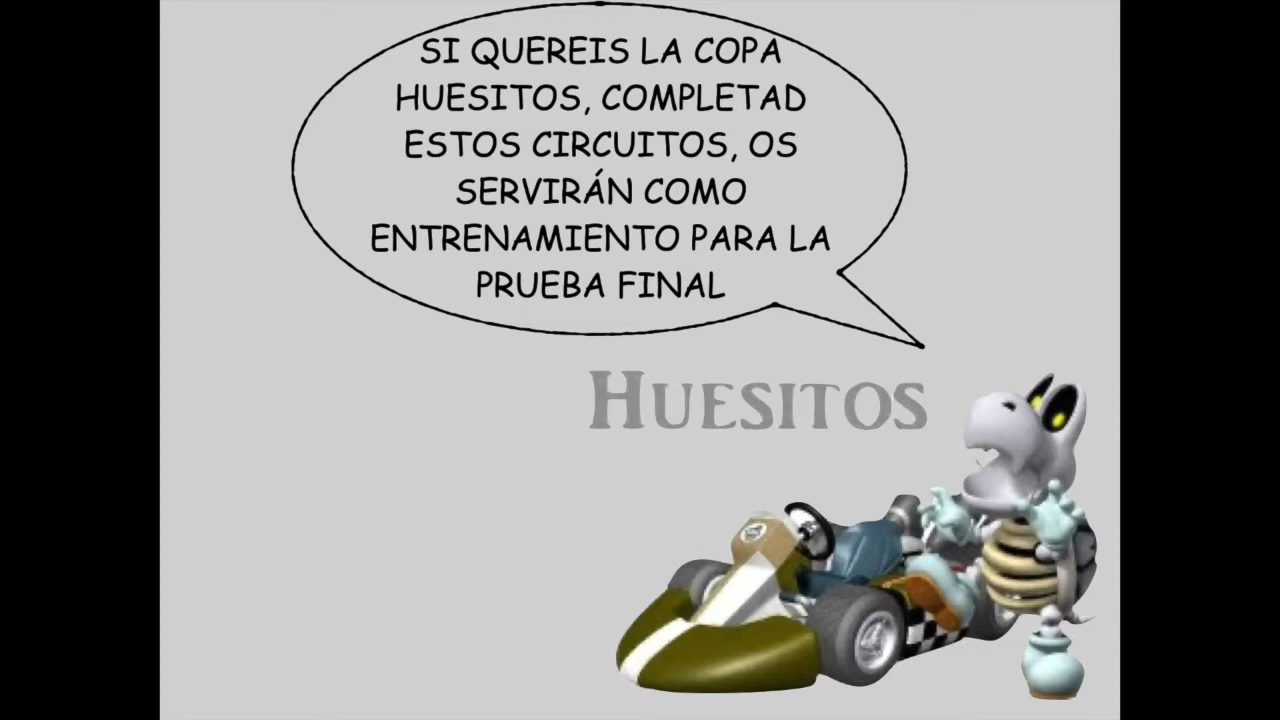 SI QUEREIS LA COPA
HUESITOS, COMPLETAD
ESTOS CIRCUITOS, OS
SERVIRÁN COMO
ENTRENAMIENTO PARA LA
PRUEBA FINAL
HUESITOS